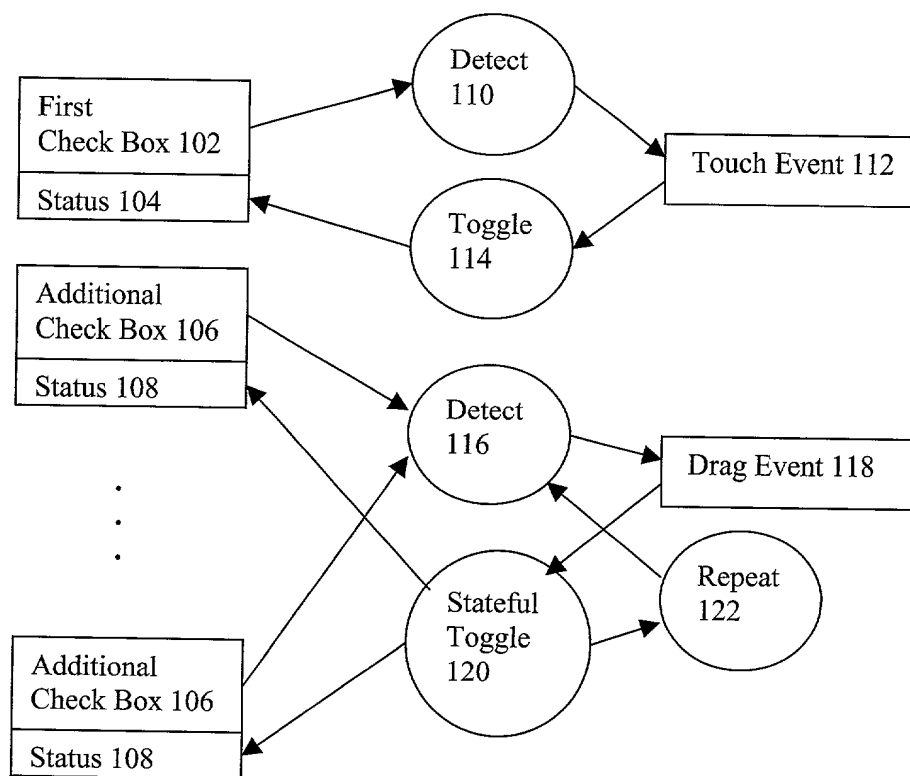 First
Check Box 102
Status 104
Detect
110
Touch Event 112
Toggle
114
Additional
Check Box 106
Status 108
Detect
116
Drag Event 118
Stateful
Toggle
120
Repeat
122
Additional
Check Box 106
Status 108